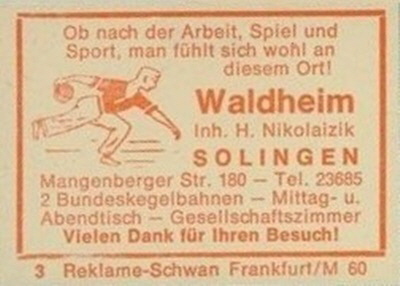 Ob nach der Arbeit, Spiel und
Sport, man fühlt sich wohl an
diesem Ort!
Waldheim
Inh. H. Nikolaizik
SOLINGEN
Mangenberger Str. 180 – Tel. 23685
2 Bundeskegelbahnen – Mittag- u.
Abendtisch – Gesellschaftszimmer
Vielen Dank für Ihren Besuch!
3 Reklame-Schwan Frankfurt/M 60